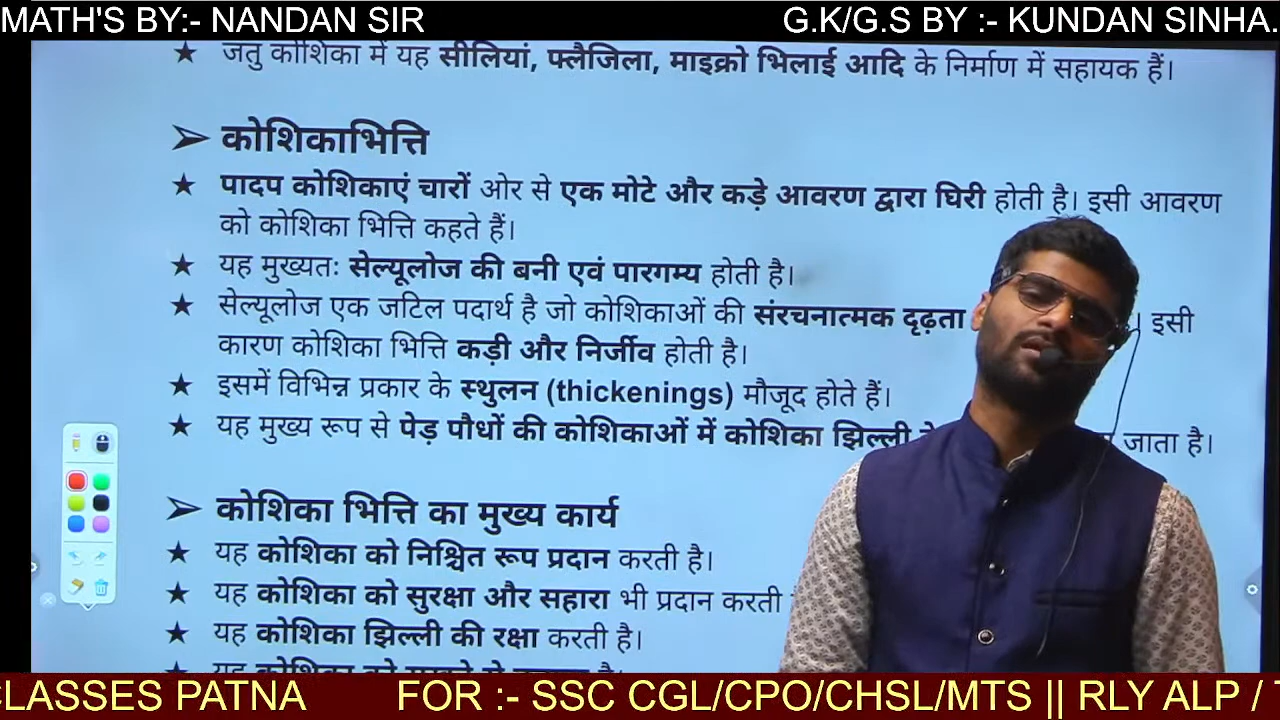 MATH'S BY:- NANDAN SIR
G.K/G.S BY :- KUNDAN SINHA.
★ जंतु कोशिका में यह सीलियां, फ्लैजिला, माइक्रो भिलाई आदि के निर्माण में सहायक हैं।
➢ कोशिकाभित्ति
★ पादप कोशिकाएं चारों ओर से एक मोटे और कड़े आवरण द्वारा घिरी होती है। इसी आवरण
को कोशिका भित्ति कहते हैं।
★ यह मुख्यतः सेल्यूलोज की बनी एवं पारगम्य होती है।
★ सेल्यूलोज एक जटिल पदार्थ है जो कोशिकाओं की संरचनात्मक दृढ़ता । इसी
कारण कोशिका भित्ति कड़ी और निर्जीव होती है।
★ इसमें विभिन्न प्रकार के स्थुलन (thickenings) मौजूद होते हैं।
★ यह मुख्य रूप से पेड़ पौधों की कोशिकाओं में कोशिका झिल्ली जाता है।
➢ कोशिका भित्ति का मुख्य कार्य
★ यह कोशिका को निश्चित रूप प्रदान करती है।
★ यह कोशिका को सुरक्षा और सहारा भी प्रदान करती
★ यह कोशिका झिल्ली की रक्षा करती है।
★ यह कोशिका को
CLASSES PATNA FOR :- SSC CGL/CPO/CHSL/MTS || RLY ALP /